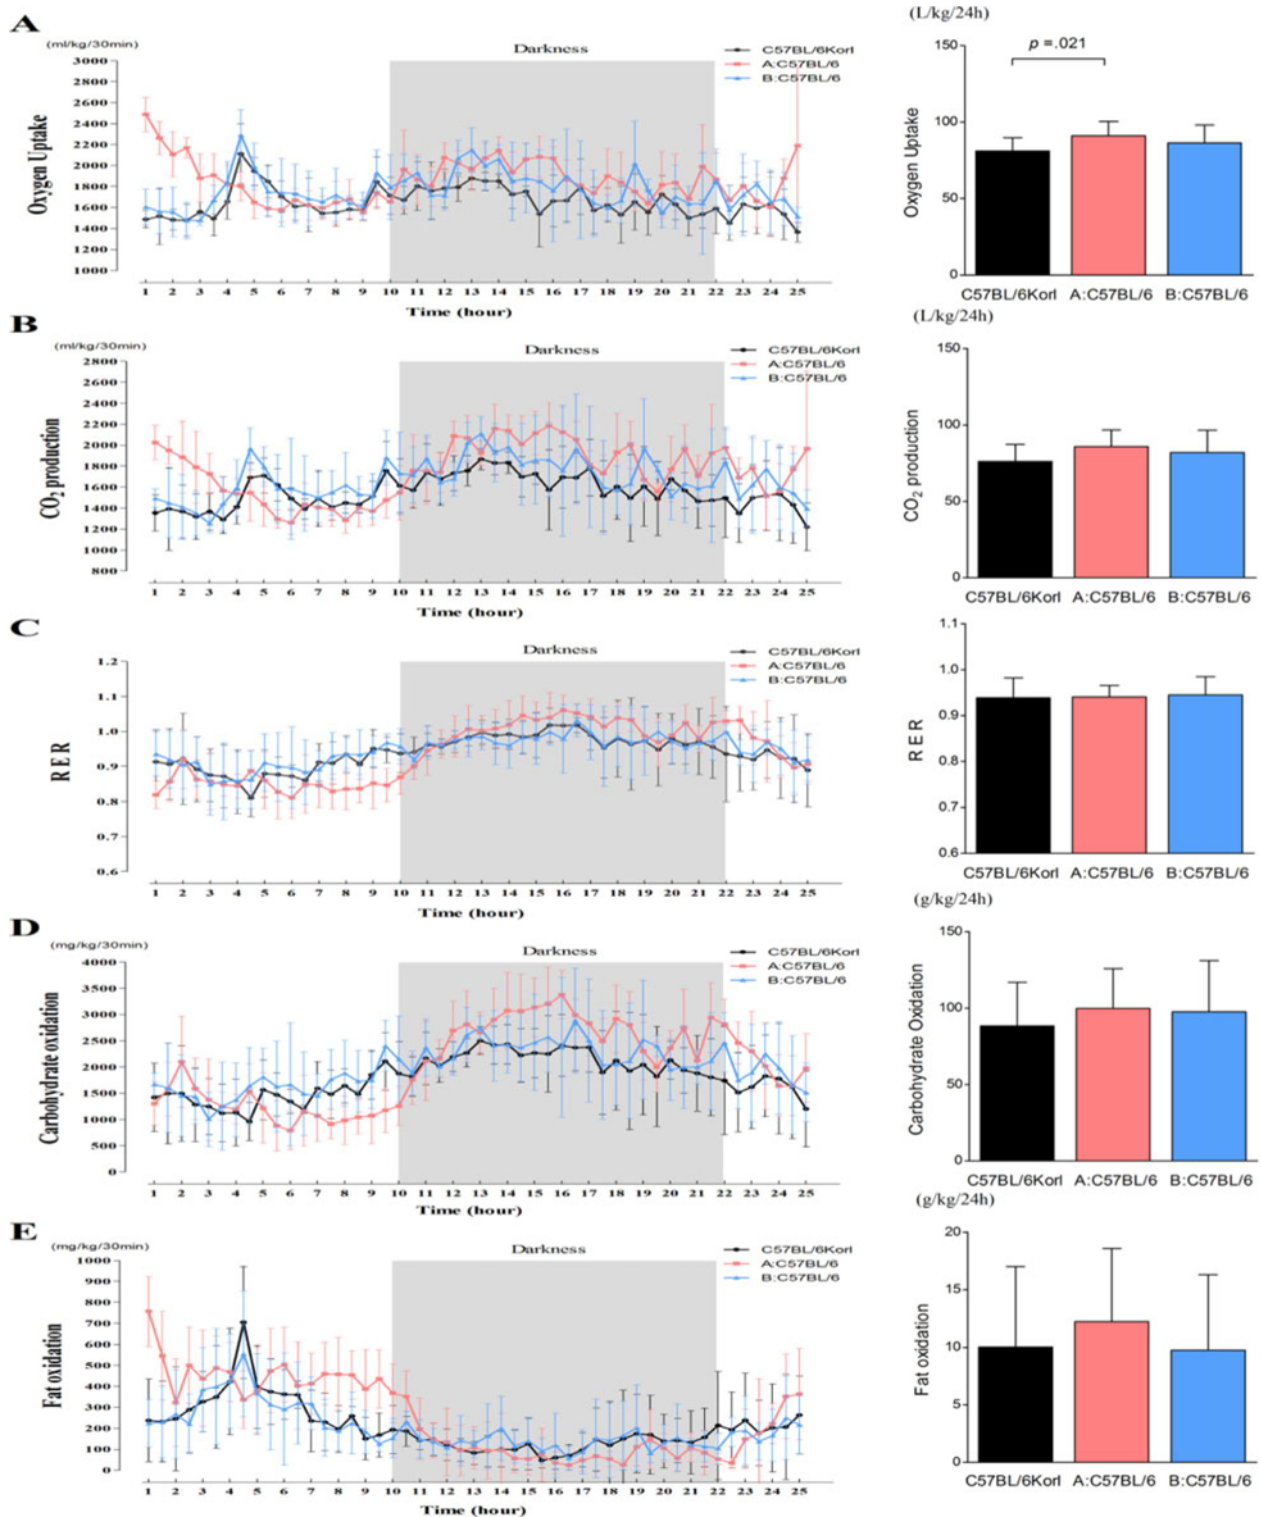 A
(ml/kg/30min)
Darkness
C57BL/6Korl
A:C57BL/6
B:C57BL/6
3000
2800
2600
2400
2200
2000
1800
1600
1400
1200
1000
Oxygen Uptake
1 2 3 4 5 6 7 8 9 10 11 12 13 14 15 16 17 18 19 20 21 22 23 24 25
Time (hour)
(L/kg/24h)
p =.021
150
100
50
0
Oxygen Uptake
C57BL/6Korl A:C57BL/6 B:C57BL/6
B
(ml/kg/30min)
Darkness
C57BL/6Korl
A:C57BL/6
B:C57BL/6
2800
2600
2400
2200
2000
1800
1600
1400
1200
1000
800
CO2 production
1 2 3 4 5 6 7 8 9 10 11 12 13 14 15 16 17 18 19 20 21 22 23 24 25
Time (hour)
(L/kg/24h)
150
100
50
0
CO2 production
C57BL/6Korl A:C57BL/6 B:C57BL/6
C
Darkness
C57BL/6Korl
A:C57BL/6
B:C57BL/6
1.2
1.1
1.0
0.9
0.8
0.7
0.6
R E R
1 2 3 4 5 6 7 8 9 10 11 12 13 14 15 16 17 18 19 20 21 22 23 24 25
Time (hour)
1.1
1.0
0.9
0.8
0.7
0.6
R E R
C57BL/6Korl A:C57BL/6 B:C57BL/6
D
(mg/kg/30min)
Darkness
C57BL/6Korl
A:C57BL/6
B:C57BL/6
4000
3500
3000
2500
2000
1500
1000
500
0
Carbohydrate oxidation
1 2 3 4 5 6 7 8 9 10 11 12 13 14 15 16 17 18 19 20 21 22 23 24 25
Time (hour)
(g/kg/24h)
150
100
50
0
Carbohydrate Oxidation
C57BL/6Korl A:C57BL/6 B:C57BL/6
E
(mg/kg/30min)
Darkness
C57BL/6Korl
A:C57BL/6
B:C57BL/6
1000
900
800
700
600
500
400
300
200
100
0
Fat oxidation
1 2 3 4 5 6 7 8 9 10 11 12 13 14 15 16 17 18 19 20 21 22 23 24 25
Time (hour)
(g/kg/24h)
20
15
10
5
0
Fat oxidation
C57BL/6Korl A:C57BL/6 B:C57BL/6